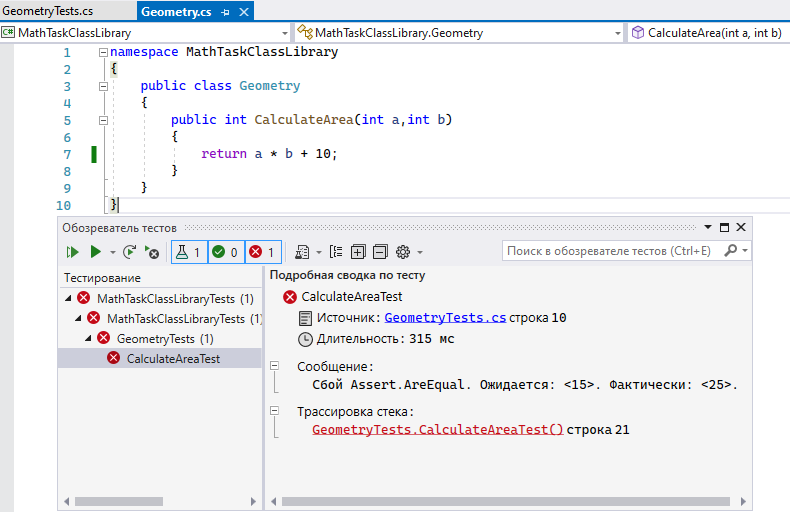 GeometryTests.cs Geometry.cs
MathTaskClassLibrary MathTaskClassLibrary.Geometry CalculateArea(int a, int b)
1 namespace MathTaskClassLibrary
2 {
3 public class Geometry
4 {
5 public int CalculateArea(int a,int b)
6 {
7 return a * b + 10;
8 }
9 }
10 }
Обозреватель тестов
1 0 1 Поиск в обозревателе тестов (Ctrl+E)
Тестирование
MathTaskClassLibraryTests (1)
MathTaskClassLibraryTests (1)
GeometryTests (1)
CalculateAreaTest
Подробная сводка по тесту
CalculateAreaTest
Источник: GeometryTests.cs строка 10
Длительность: 315 мс
Сообщение:
Сбой Assert.AreEqual. Ожидается: <15>. Фактически: <25>.
Трассировка стека:
GeometryTests.CalculateAreaTest() строка 21